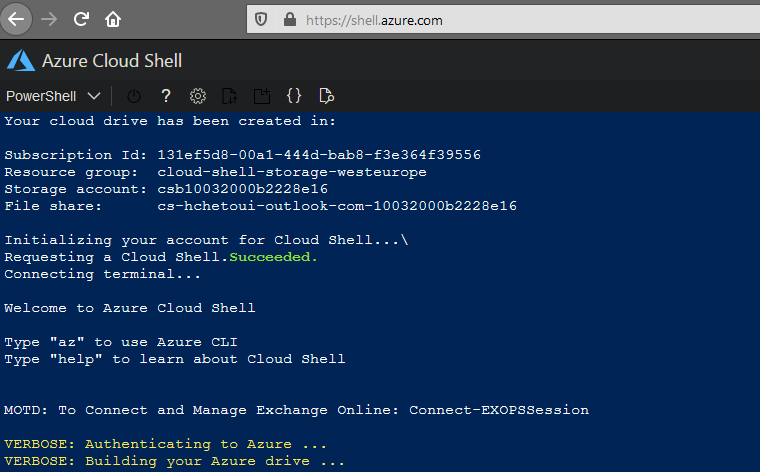 https://shell.azure.com
Azure Cloud Shell
PowerShell ? { }
Your cloud drive has been created in:
Subscription Id: 131ef5d8-00a1-444d-bab8-f3e364f39556
Resource group:  cloud-shell-storage-westeurope
Storage account: csb10032000b2228e16
File share:      cs-hchetoui-outlook-com-10032000b2228e16
Initializing your account for Cloud Shell...\
Requesting a Cloud Shell.Succeeded.
Connecting terminal...
Welcome to Azure Cloud Shell
Type "az" to use Azure CLI
Type "help" to learn about Cloud Shell
MOTD: To Connect and Manage Exchange Online: Connect-EXOPSSession
VERBOSE: Authenticating to Azure ...
VERBOSE: Building your Azure drive ...